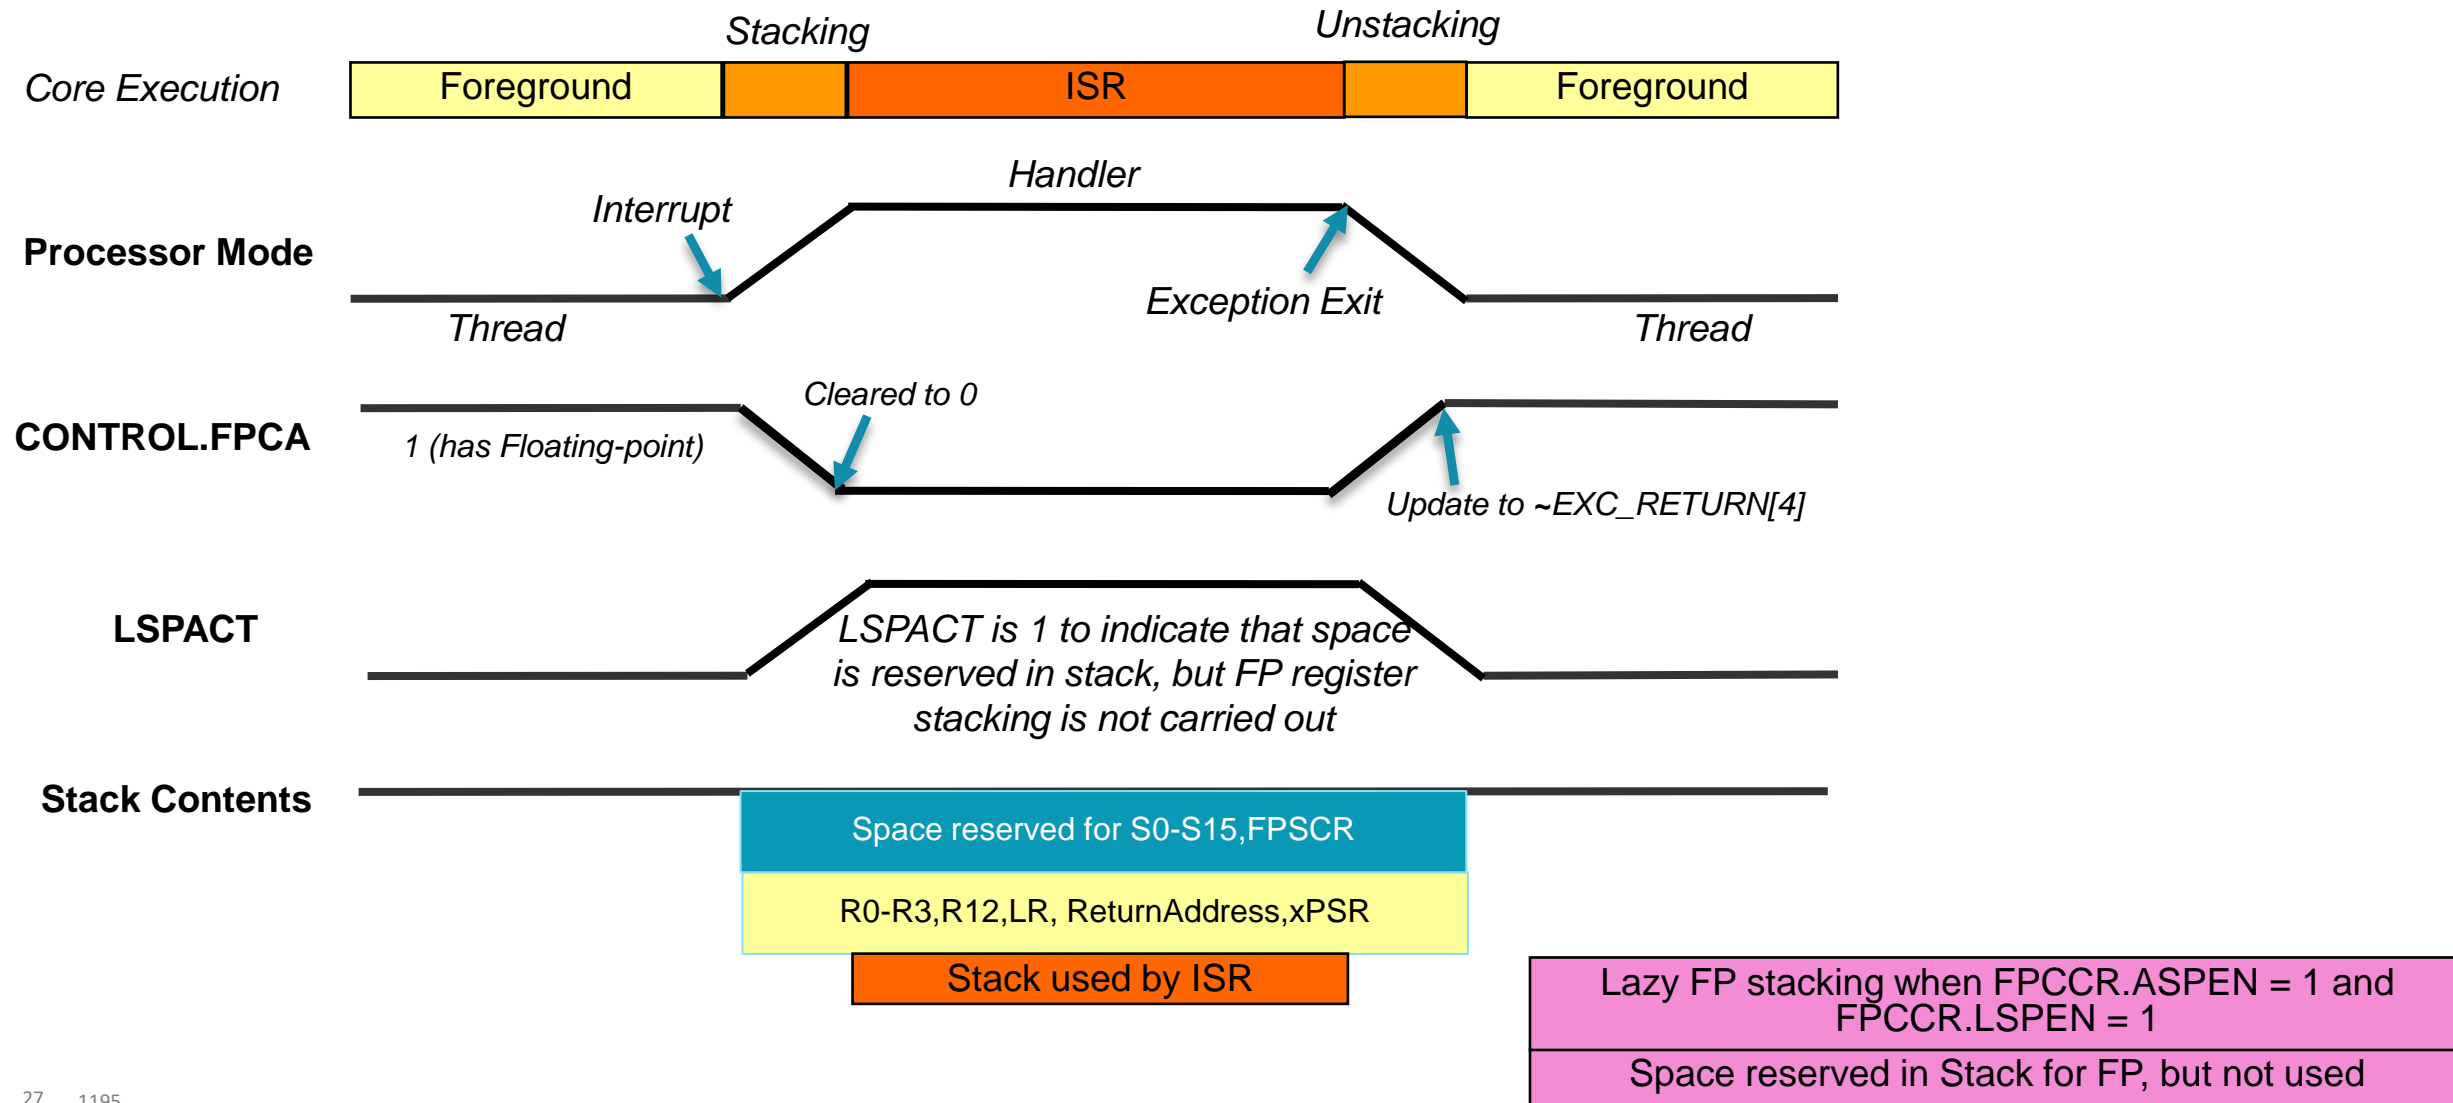 Stacking
Unstacking
Core Execution
Foreground
ISR
Foreground
Handler
Interrupt
Processor Mode
Exception Exit
Thread
Thread
Cleared to 0
CONTROL.FPCA
1 (has Floating-point)
Update to ~EXC_RETURN[4]
LSPACT
LSPACT is 1 to indicate that space
is reserved in stack, but FP register
stacking is not carried out
Stack Contents
Space reserved for S0-S15,FPSCR
R0-R3,R12,LR, ReturnAddress,xPSR
Stack used by ISR
Lazy FP stacking when FPCCR.ASPEN = 1 and
FPCCR.LSPEN = 1
Space reserved in Stack for FP, but not used
27 1195